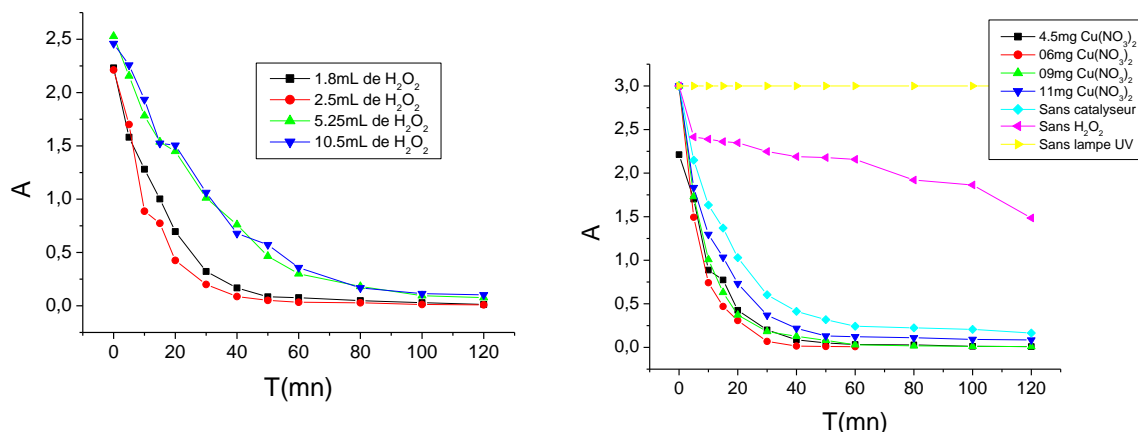 2,5
2,0
1,5
1,0
0,5
0,0
A
0 20 40 60 80 100 120
T(mn)
1.8mL de H₂O₂
2.5mL de H₂O₂
5.25mL de H₂O₂
10.5mL de H₂O₂
3,0
2,5
2,0
1,5
1,0
0,5
0,0
A
0 20 40 60 80 100 120
T(mn)
4.5mg Cu(NO₃)₂
06mg Cu(NO₃)₂
09mg Cu(NO₃)₂
11mg Cu(NO₃)₂
Sans catalyseur
Sans H₂O₂
Sans lampe UV